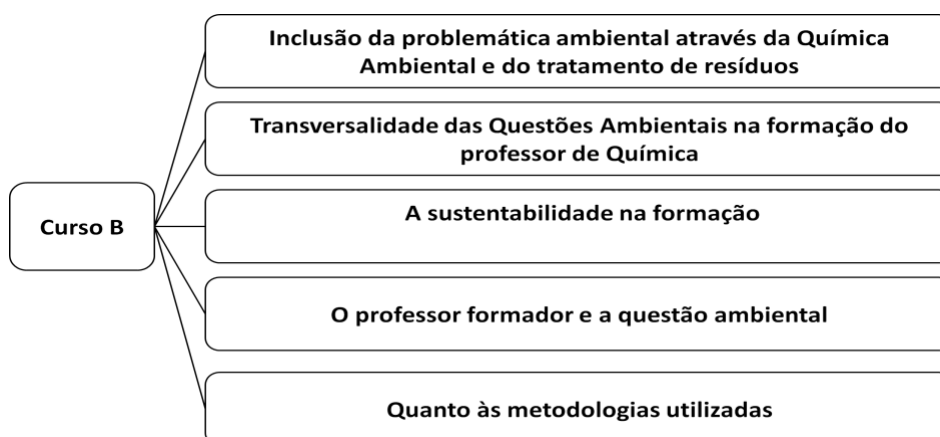 Inclusão da problemática ambiental através da Química
Ambiental e do tratamento de resíduos
Transversalidade das Questões Ambientais na formação do
professor de Química
Curso B
A sustentabilidade na formação
O professor formador e a questão ambiental
Quanto às metodologias utilizadas